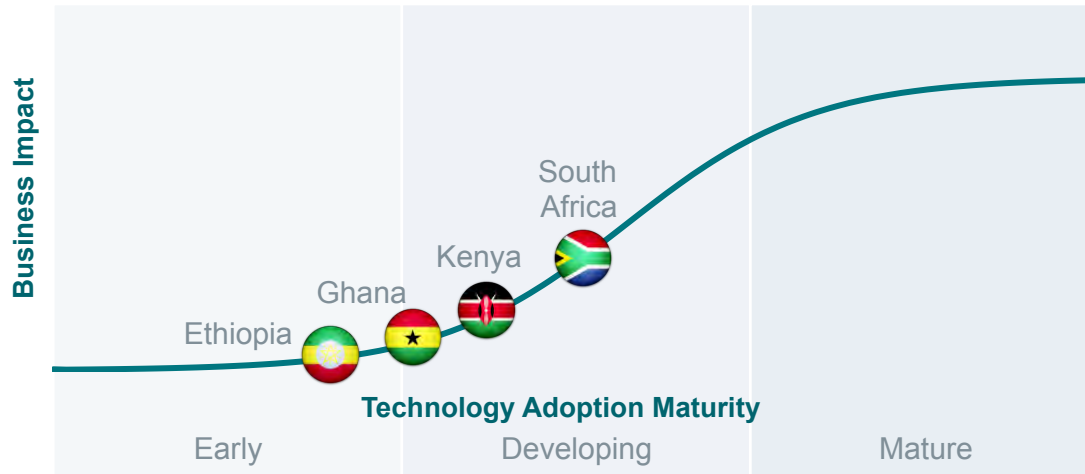 Business Impact
South
Africa
Kenya
Ghana
Ethiopia
Technology Adoption Maturity
Early
Developing
Mature